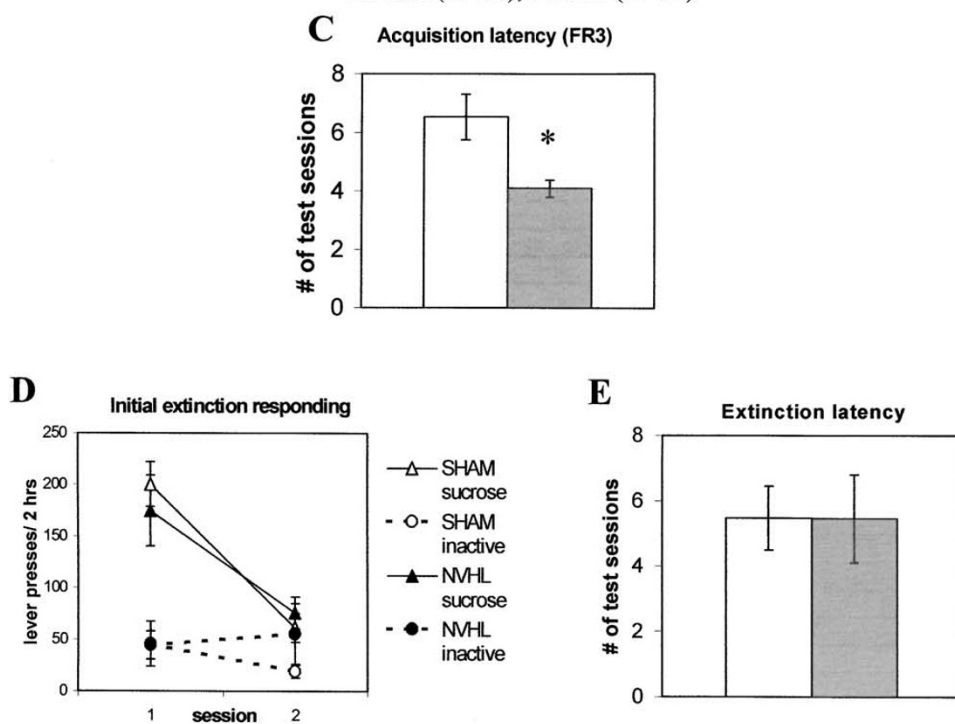 C
Acquisition latency (FR3)
8
6
4
2
0
# of test sessions
*
D
Initial extinction responding
250
200
150
100
50
0
lever presses/ 2 hrs
1
session
2
SHAM
sucrose
SHAM
inactive
NVHL
sucrose
NVHL
inactive
E
Extinction latency
8
6
4
2
0
# of test sessions